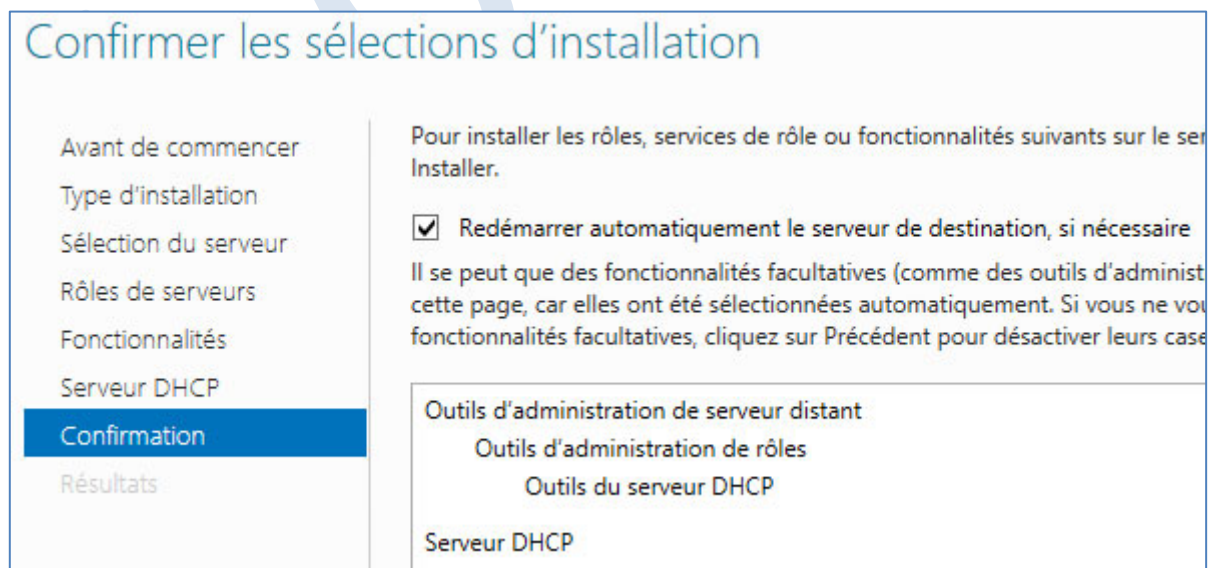 Confirmer les sélections d'installation
Avant de commencer
Type d'installation
Sélection du serveur
Rôles de serveurs
Fonctionnalités
Serveur DHCP
Confirmation
Résultats
Pour installer les rôles, services de rôle ou fonctionnalités suivants sur le ser
Installer.
Redémarrer automatiquement le serveur de destination, si nécessaire
Il se peut que des fonctionnalités facultatives (comme des outils d'administ
cette page, car elles ont été sélectionnées automatiquement. Si vous ne vou
fonctionnalités facultatives, cliquez sur Précédent pour désactiver leurs case
Outils d'administration de serveur distant
Outils d'administration de rôles
Outils du serveur DHCP
Serveur DHCP